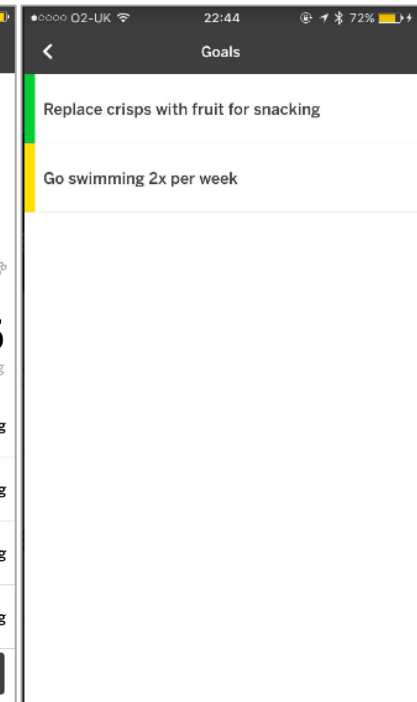 O2-UK 22:44 72%
Goals
Replace crisps with fruit for snacking
Go swimming 2x per week
g
g
g
g